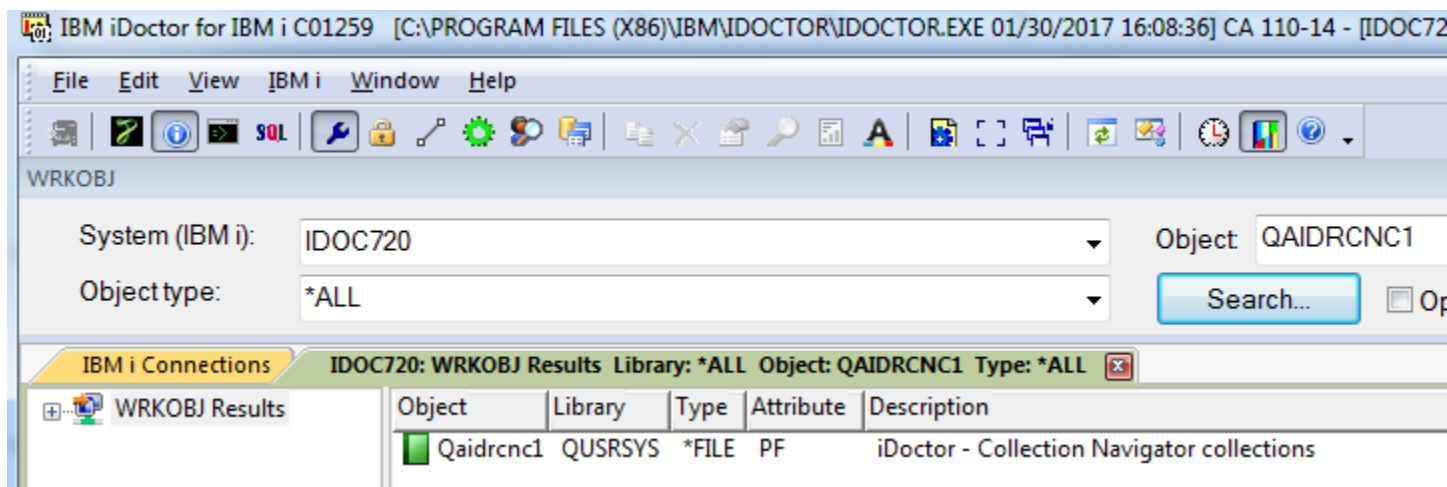 IBM iDoctor for IBM i C01259 [C:\PROGRAM FILES (X86)\IBM\IDOCTOR\IDOCTOR.EXE 01/30/2017 16:08:36] CA 110-14 - [IDOC72
File Edit View IBM i Window Help
SQL A
WRKOBJ
System (IBM i): IDOC720 Object: QAIDRCNC1
Object type: *ALL Search... Op
IBM i Connections IDOC720: WRKOBJ Results Library: *ALL Object: QAIDRCNC1 Type: *ALL
WRKOBJ Results Object Library Type Attribute Description
Qaidrcnc1 QUSRSYS *FILE PF iDoctor - Collection Navigator collections